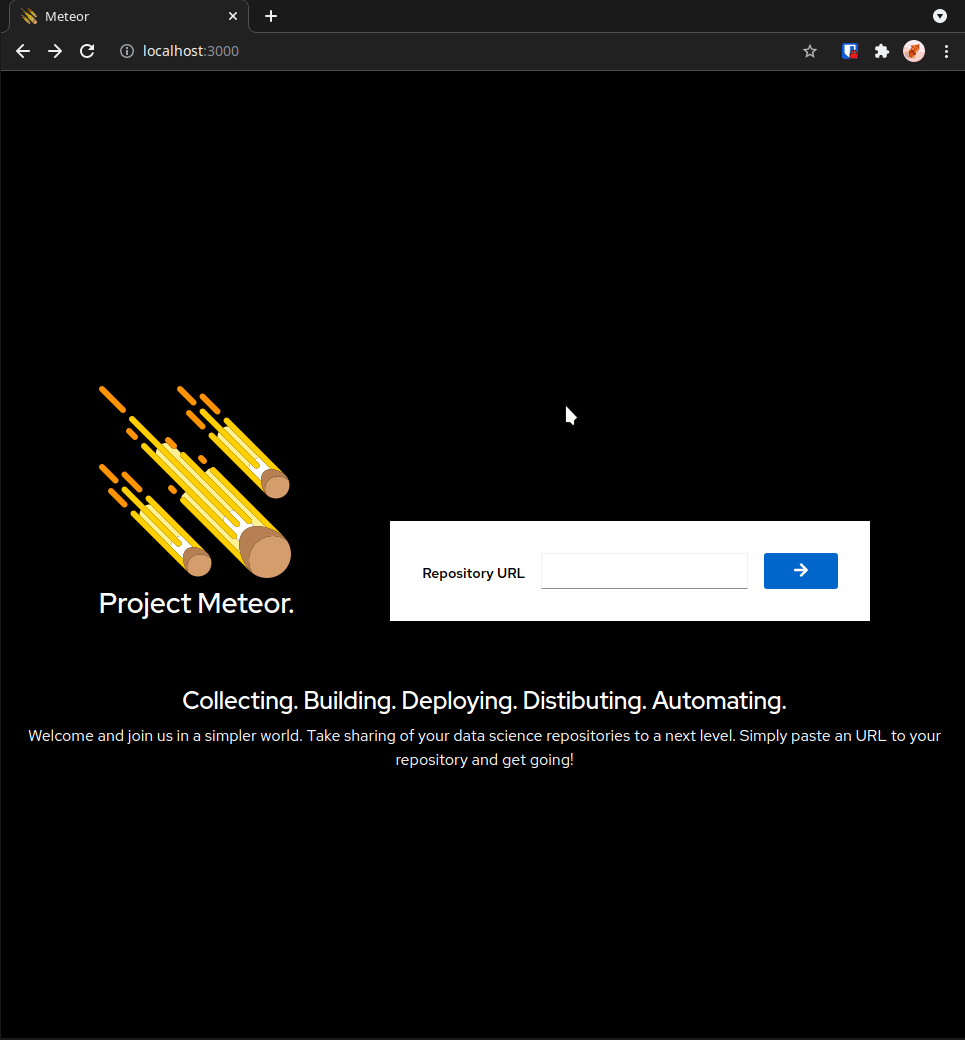 Meteor
localhost:3000
Project Meteor.
Repository URL
Collecting. Building. Deploying. Distibuting. Automating.
Welcome and join us in a simpler world. Take sharing of your data science repositories to a next level. Simply paste an URL to your
repository and get going!